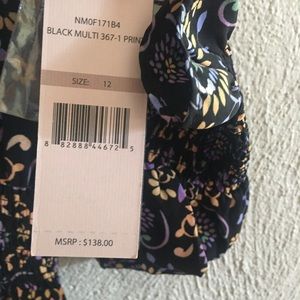 NM0F171B4
BLACK MULTI 367-1 PRINT
SIZE: 12
8 82888 44672 5
MSRP : $138.00